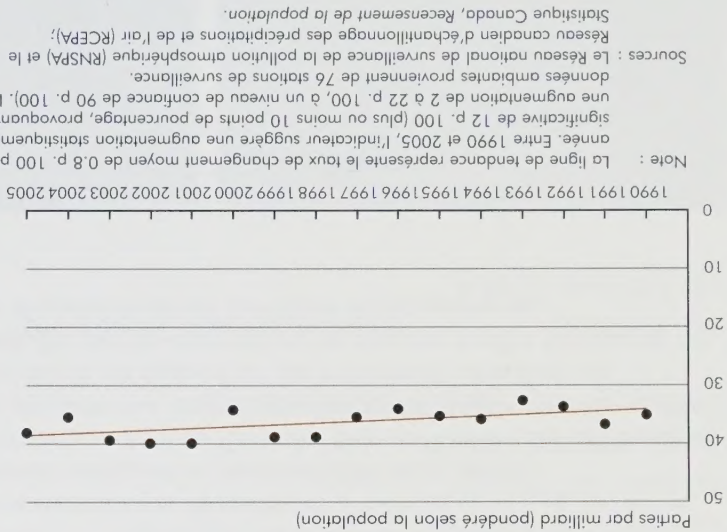 Parties par milliard (pondéré selon la population)
50
40
30
20
10
0
1990 1991 1992 1993 1994 1995 1996 1997 1998 1999 2000 2001 2002 2003 2004 2005
Note : La ligne de tendance représente le taux de changement moyen de 0.8 p. 100 p
année. Entre 1990 et 2005, l'indicateur suggère une augmentation statistiquem
significative de 12 p. 100 (plus ou moins 10 points de pourcentage, provoquan
une augmentation de 2 à 22 p. 100, à un niveau de confiance de 90 p. 100).
données ambiantes proviennent de 76 stations de surveillance.
Sources : Le Réseau national de surveillance de la pollution atmosphérique (RNSPA) et le
Réseau canadien d'échantillonnage des précipitations et de l'air (RCEPA);
Statistique Canada, Recensement de la population.